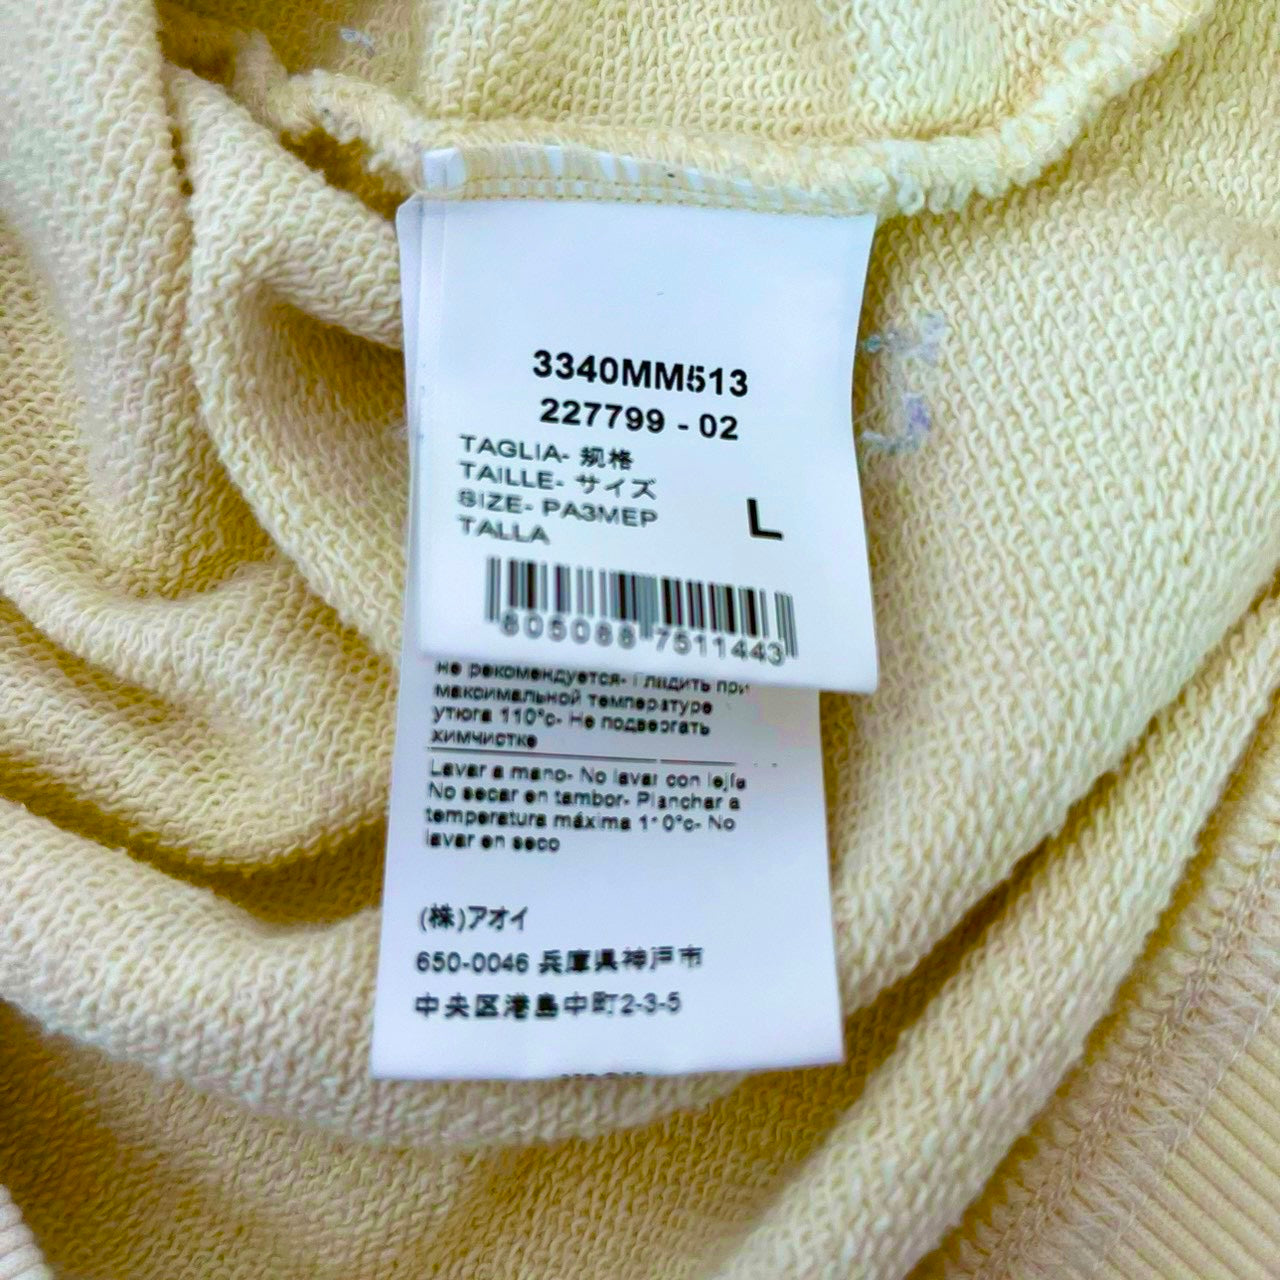 3340MM513
227799 - 02
TAGLIA- 规格
TAILLE- サイズ
SIZE- РАЗМЕР
TALLA
L
805088 7511443
не рекомендуется- Гладить при
максимальной температуре
утюга 110°c- Не подвергать
химчистке
Lavar a mano- No lavar con lejía
No secar en tambor- Planchar a
temperatura máxima 110°c- No
lavar en seco
(株)アオイ
650-0046 兵庫県神戸市
中央区港島中町2-3-5